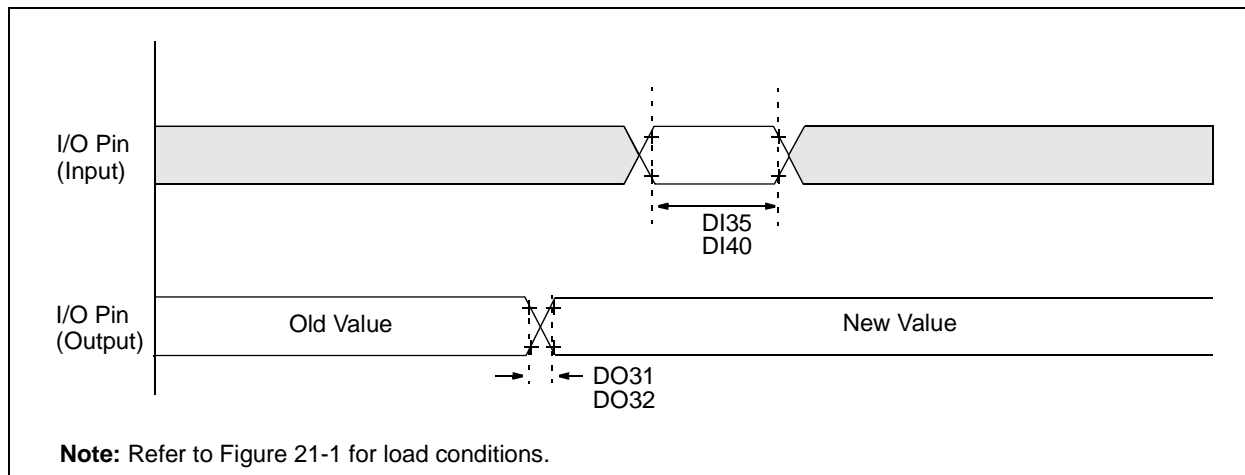 I/O Pin
(Input)
DI35
DI40
I/O Pin
(Output)
Old Value
New Value
DO31
DO32
Note: Refer to Figure 21-1 for load conditions.